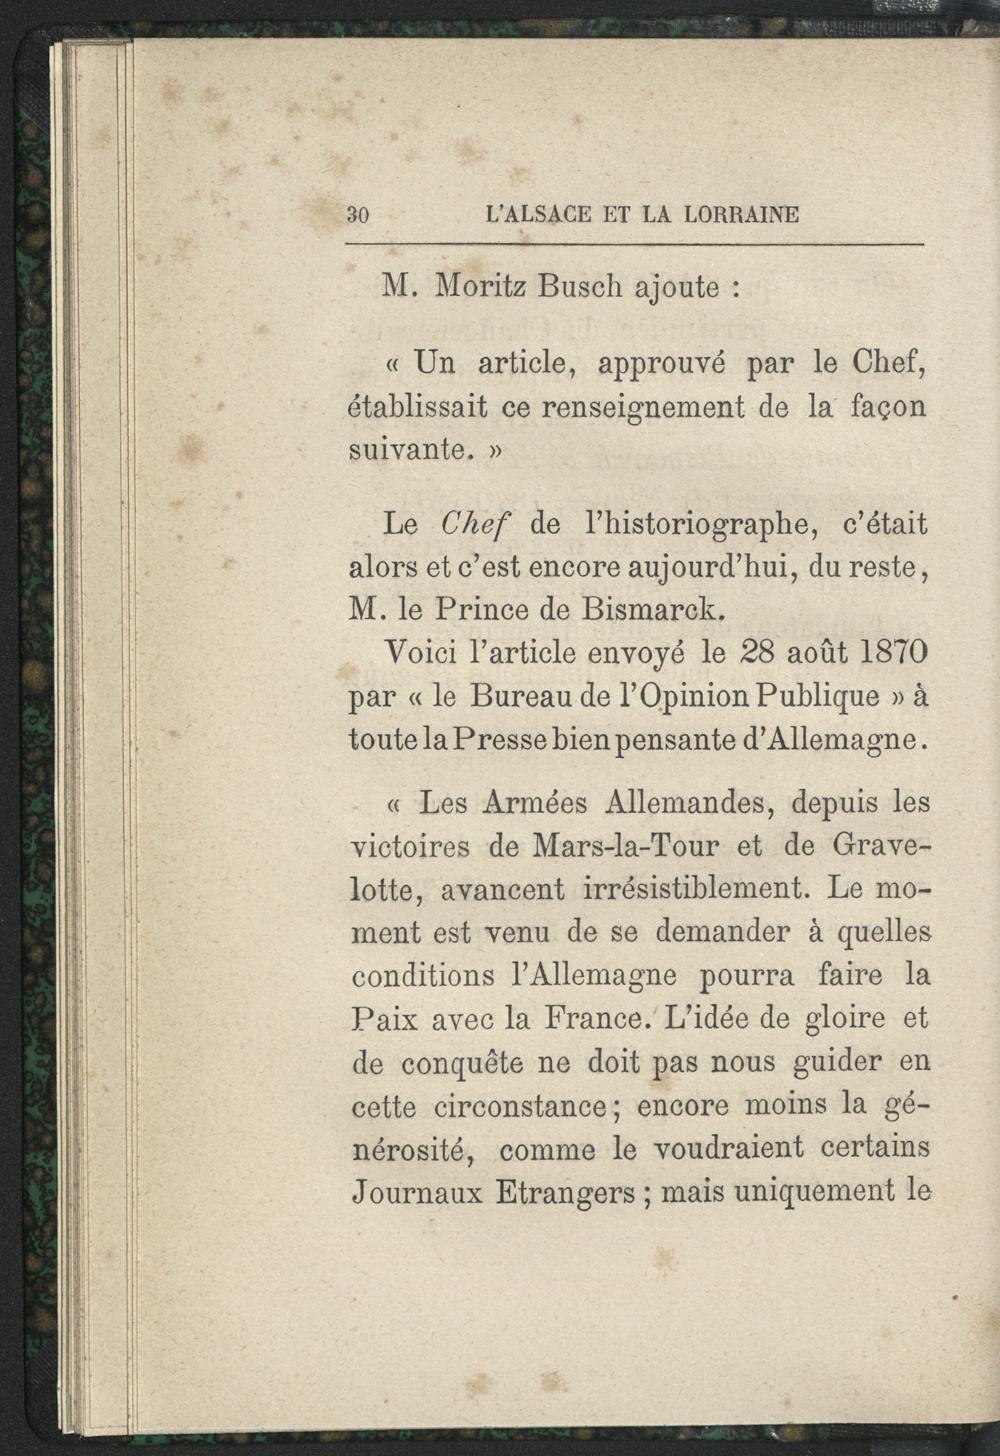 30 L'ALSACE ET LA LORRAINE
M. Moritz Busch ajoute :
« Un article, approuvé par le Chef,
établissait ce renseignement de la façon
suivante. »
Le Chef de l'historiographe, c'était
alors et c'est encore aujourd'hui, du reste,
M. le Prince de Bismarck.
Voici l'article envoyé le 28 août 1870
par « le Bureau de l'Opinion Publique » à
toute la Presse bien pensante d'Allemagne.
« Les Armées Allemandes, depuis les
victoires de Mars-la-Tour et de Grave-
lotte, avancent irrésistiblement. Le mo-
ment est venu de se demander à quelles
conditions l'Allemagne pourra faire la
Paix avec la France. L'idée de gloire et
de conquête ne doit pas nous guider en
cette circonstance ; encore moins la gé-
nérosité, comme le voudraient certains
Journaux Etrangers ; mais uniquement le